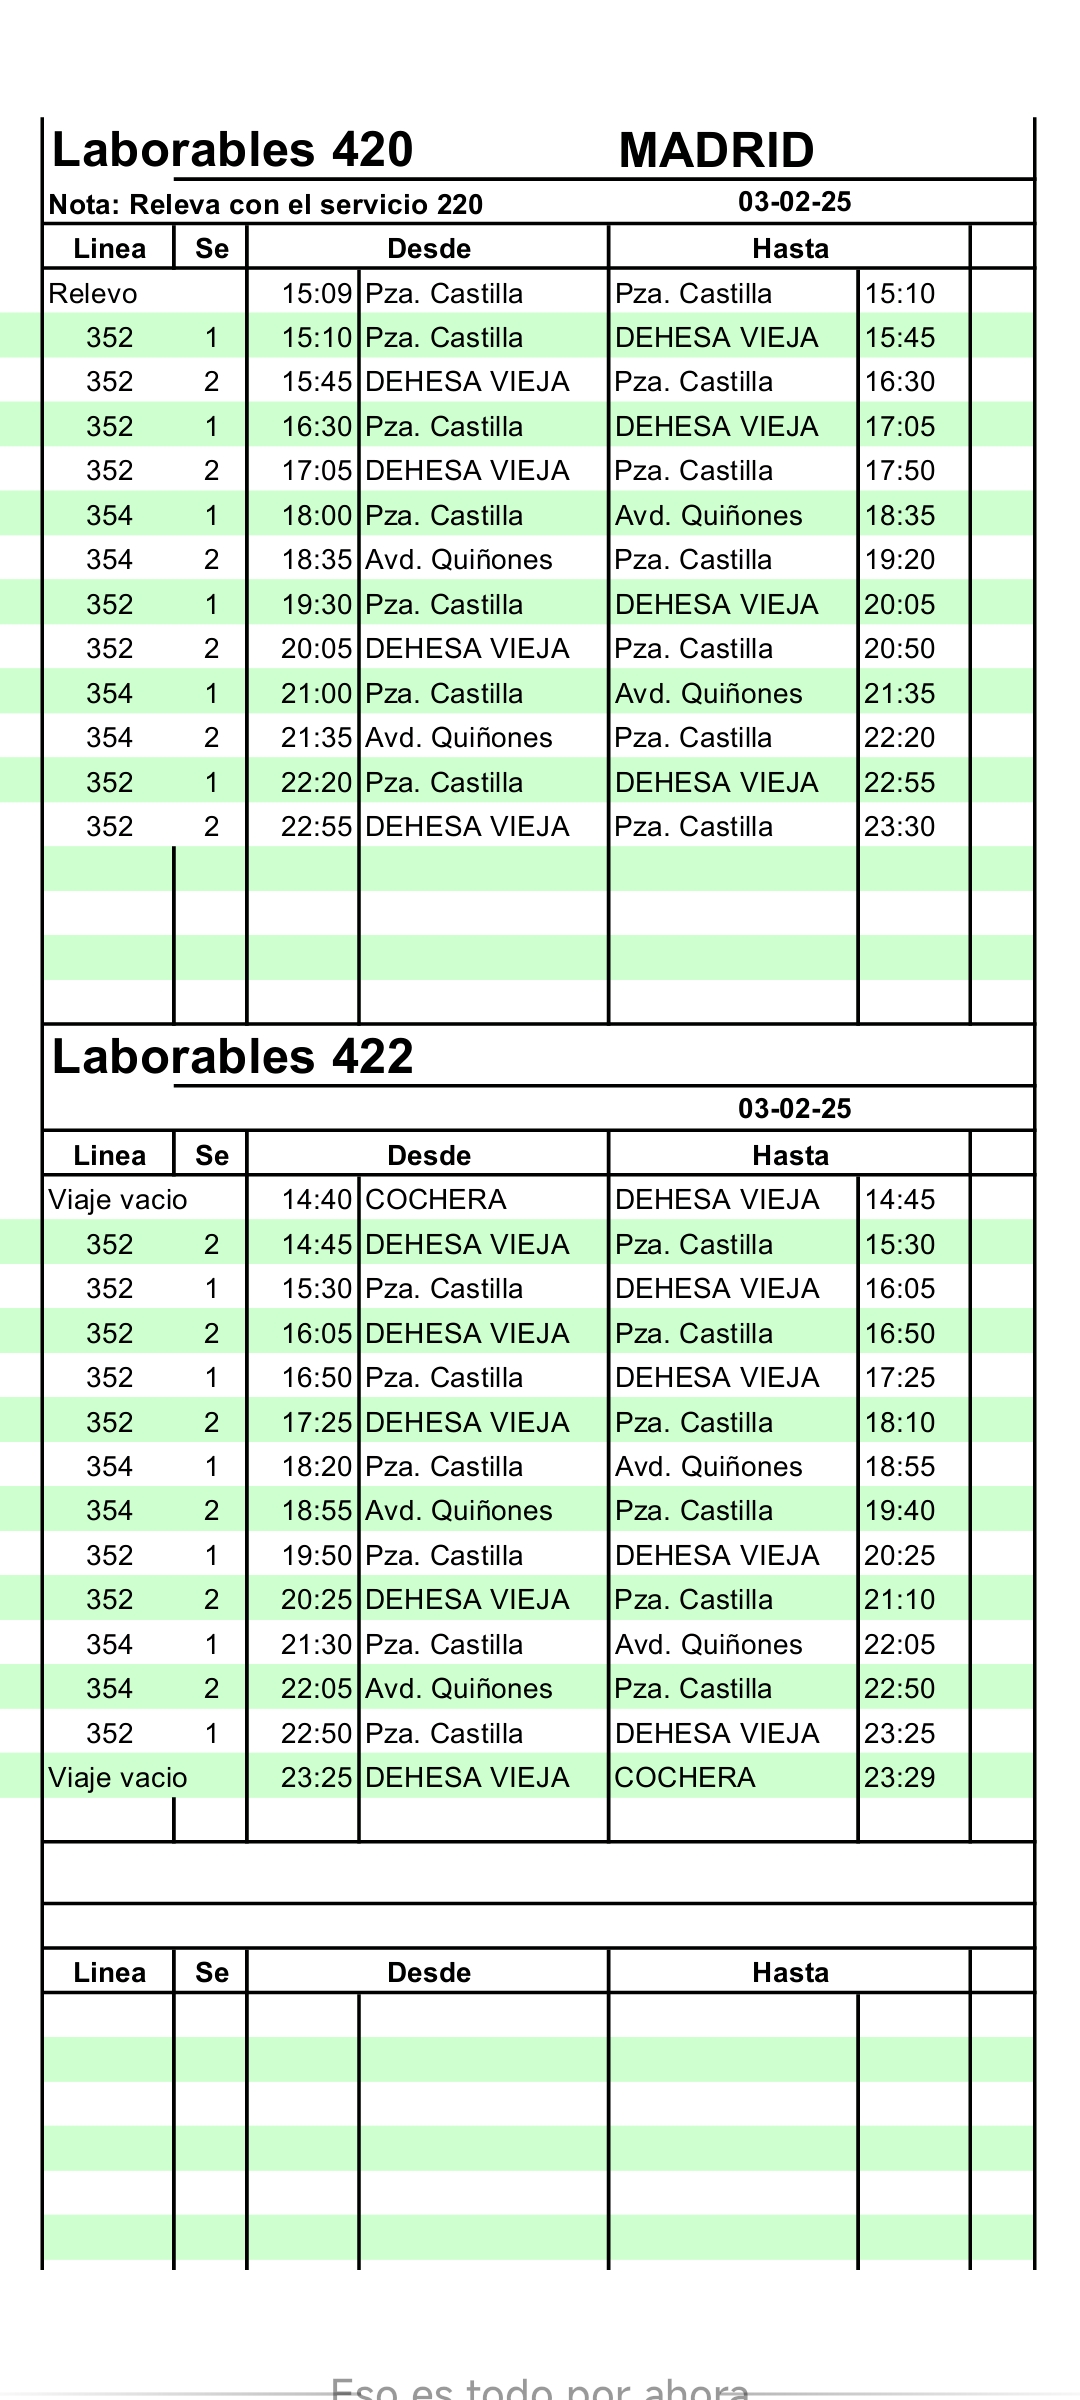 Laborables 420 MADRID
Nota: Releva con el servicio 220 03-02-25
Linea Se Desde Hasta
Relevo 15:09 Pza. Castilla Pza. Castilla 15:10
352 1 15:10 Pza. Castilla DEHESA VIEJA 15:45
352 2 15:45 DEHESA VIEJA Pza. Castilla 16:30
352 1 16:30 Pza. Castilla DEHESA VIEJA 17:05
352 2 17:05 DEHESA VIEJA Pza. Castilla 17:50
354 1 18:00 Pza. Castilla Avd. Quiñones 18:35
354 2 18:35 Avd. Quiñones Pza. Castilla 19:20
352 1 19:30 Pza. Castilla DEHESA VIEJA 20:05
352 2 20:05 DEHESA VIEJA Pza. Castilla 20:50
354 1 21:00 Pza. Castilla Avd. Quiñones 21:35
354 2 21:35 Avd. Quiñones Pza. Castilla 22:20
352 1 22:20 Pza. Castilla DEHESA VIEJA 22:55
352 2 22:55 DEHESA VIEJA Pza. Castilla 23:30
Laborables 422
03-02-25
Linea Se Desde Hasta
Viaje vacio 14:40 COCHERA DEHESA VIEJA 14:45
352 2 14:45 DEHESA VIEJA Pza. Castilla 15:30
352 1 15:30 Pza. Castilla DEHESA VIEJA 16:05
352 2 16:05 DEHESA VIEJA Pza. Castilla 16:50
352 1 16:50 Pza. Castilla DEHESA VIEJA 17:25
352 2 17:25 DEHESA VIEJA Pza. Castilla 18:10
354 1 18:20 Pza. Castilla Avd. Quiñones 18:55
354 2 18:55 Avd. Quiñones Pza. Castilla 19:40
352 1 19:50 Pza. Castilla DEHESA VIEJA 20:25
352 2 20:25 DEHESA VIEJA Pza. Castilla 21:10
354 1 21:30 Pza. Castilla Avd. Quiñones 22:05
354 2 22:05 Avd. Quiñones Pza. Castilla 22:50
352 1 22:50 Pza. Castilla DEHESA VIEJA 23:25
Viaje vacio 23:25 DEHESA VIEJA COCHERA 23:29
Linea Se Desde Hasta
Eso es todo por ahora